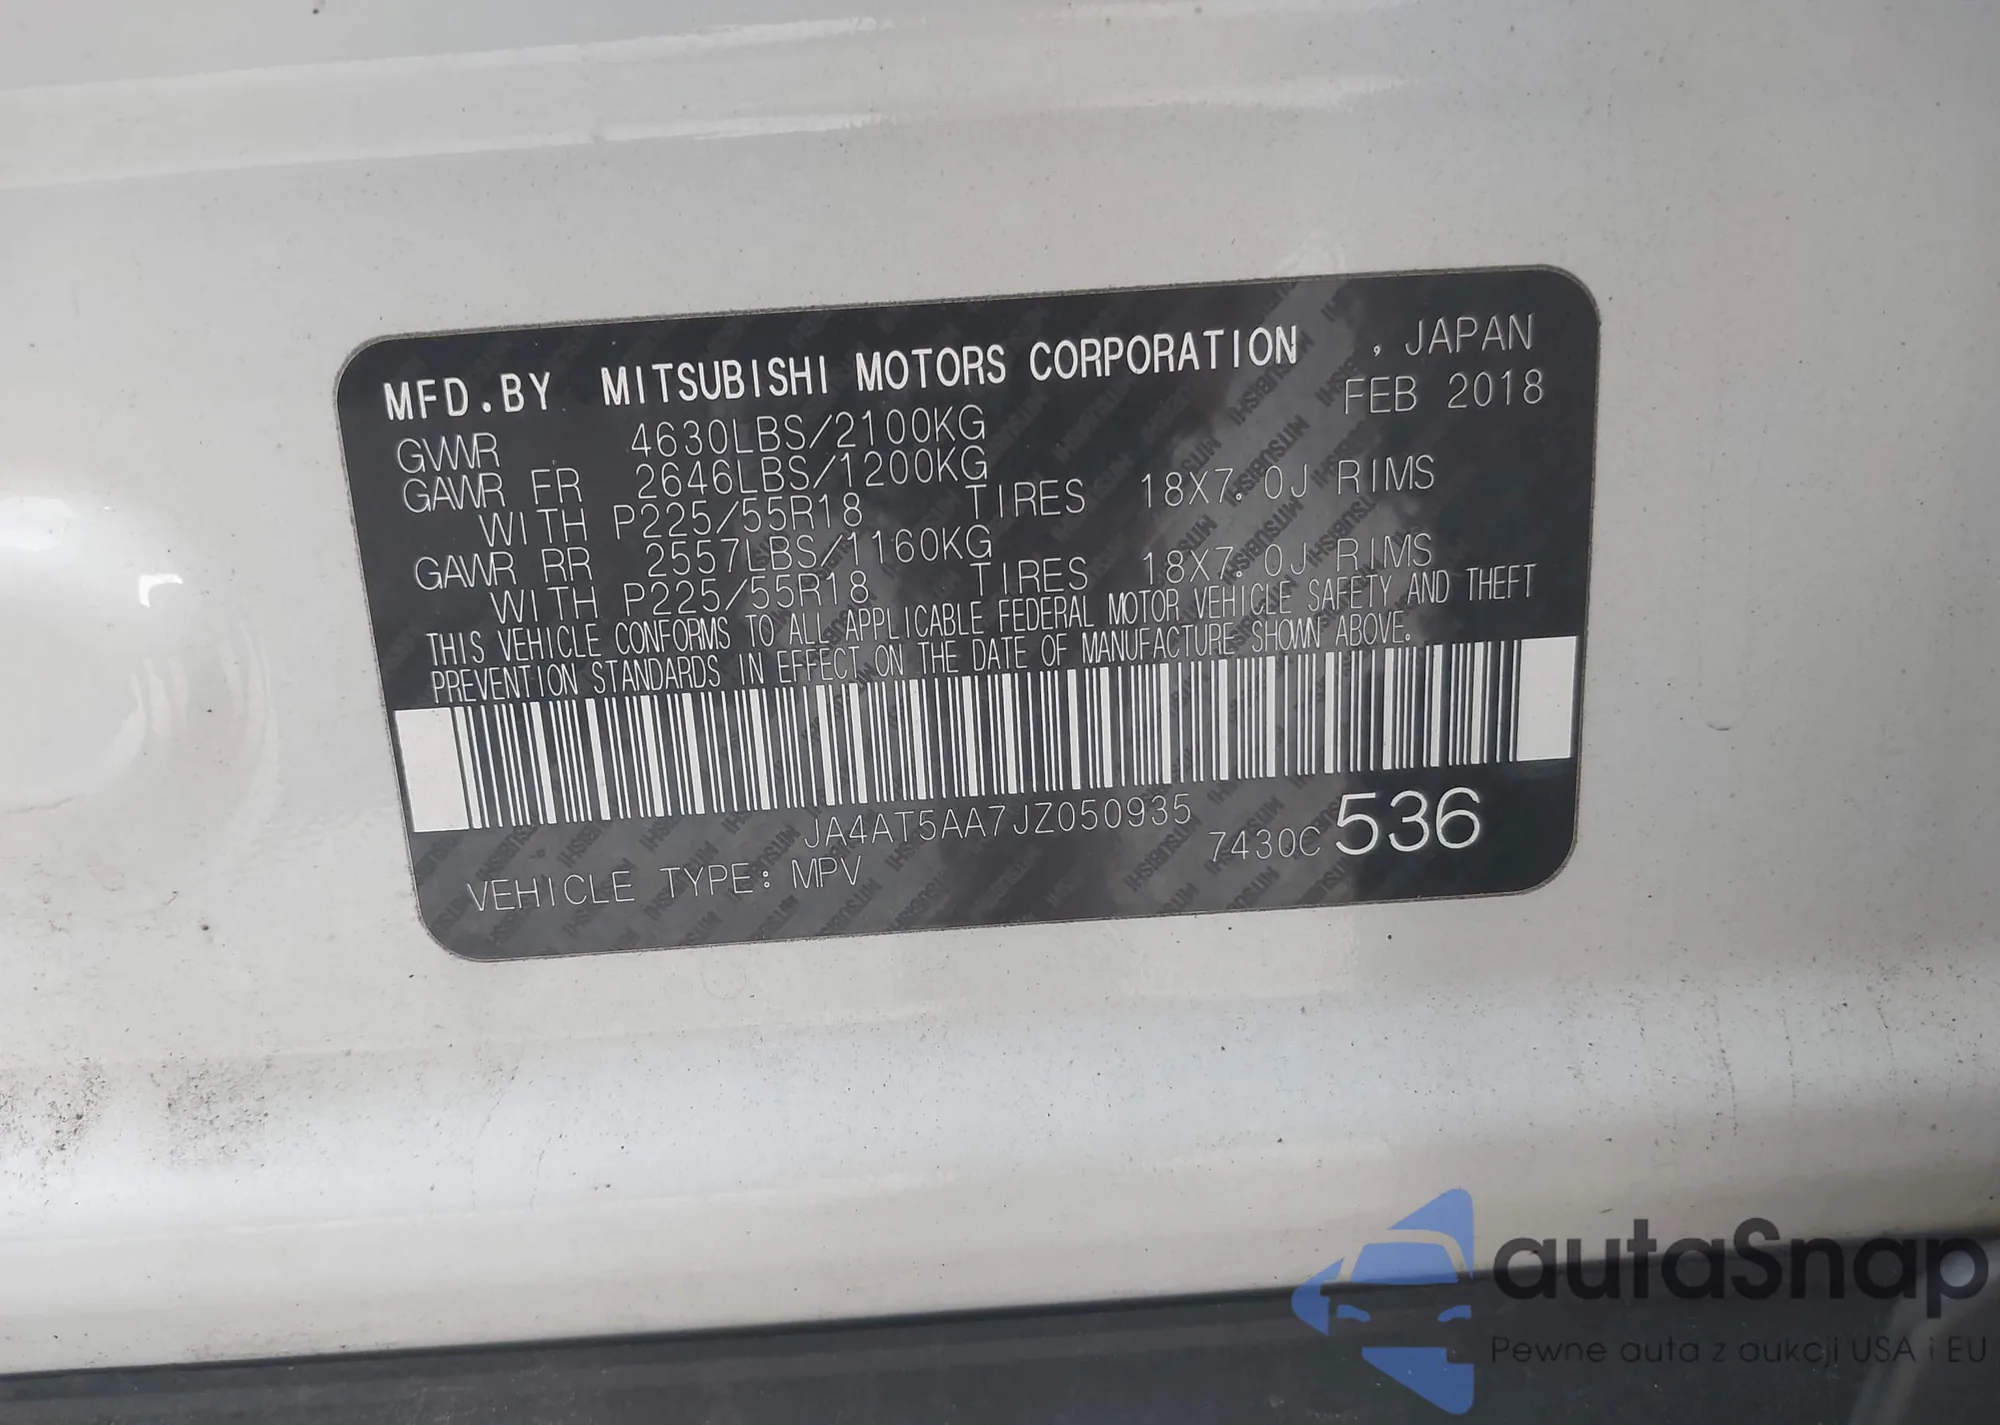 MFD.BY MITSUBISHI MOTORS CORPORATION , JAPAN
FEB 2018
GVWR 4630LBS/2100KG
GAWR FR 2646LBS/1200KG
WITH P225/55R18 TIRES 18X7.0J RIMS
GAWR RR 2557LBS/1160KG
WITH P225/55R18 TIRES 18X7.0J RIMS
THIS VEHICLE CONFORMS TO ALL APPLICABLE FEDERAL MOTOR VEHICLE SAFETY AND THEFT
PREVENTION STANDARDS IN EFFECT ON THE DATE OF MANUFACTURE SHOWN ABOVE.
JA4AT5AA7JZ050935
7430C 536
VEHICLE TYPE: MPV
autaSnap
Pewne auta z aukcji USA i EU